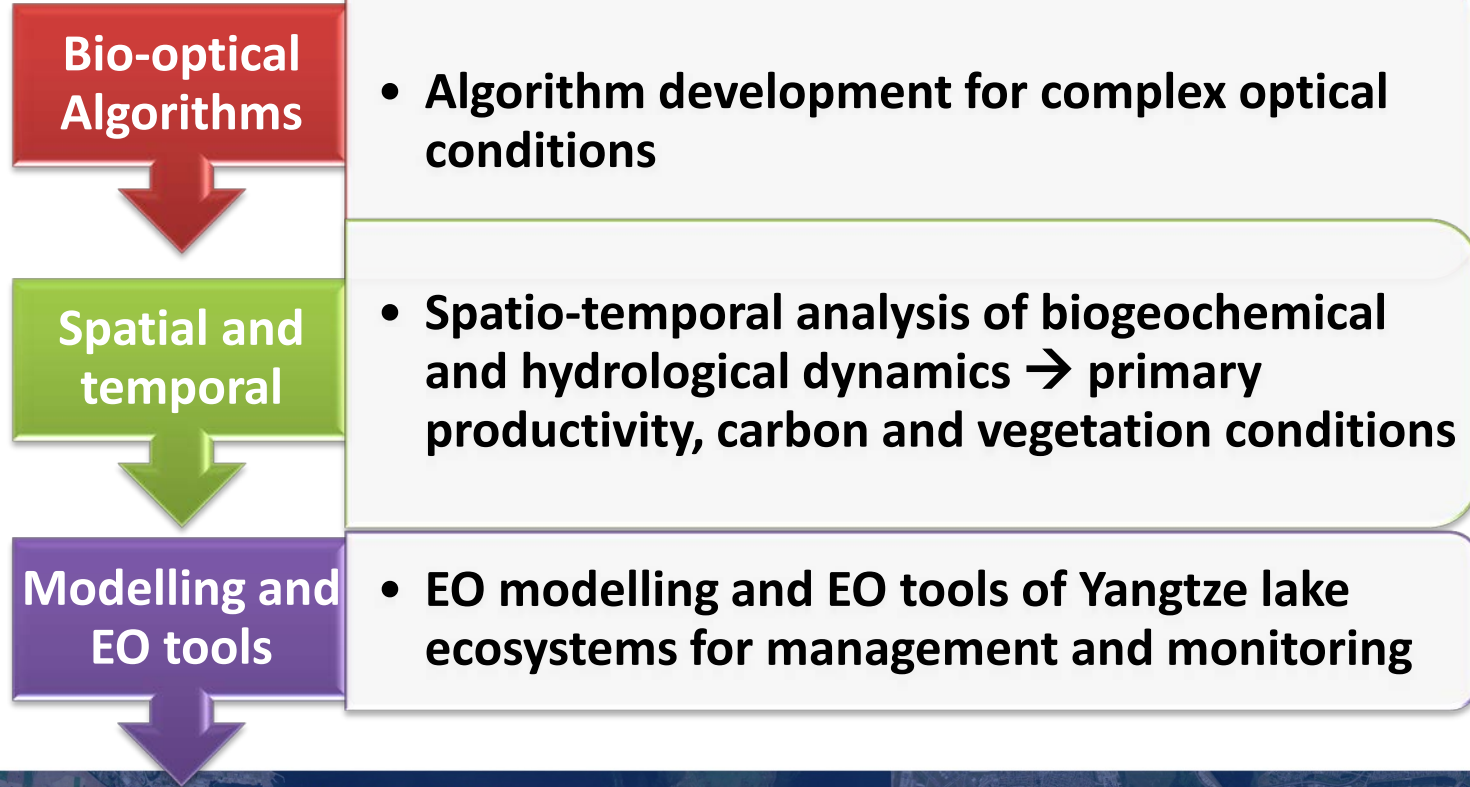 Bio-optical
Algorithms
• Algorithm development for complex optical
conditions
Spatial and
temporal
• Spatio-temporal analysis of biogeochemical
and hydrological dynamics → primary
productivity, carbon and vegetation conditions
Modelling and
EO tools
• EO modelling and EO tools of Yangtze lake
ecosystems for management and monitoring